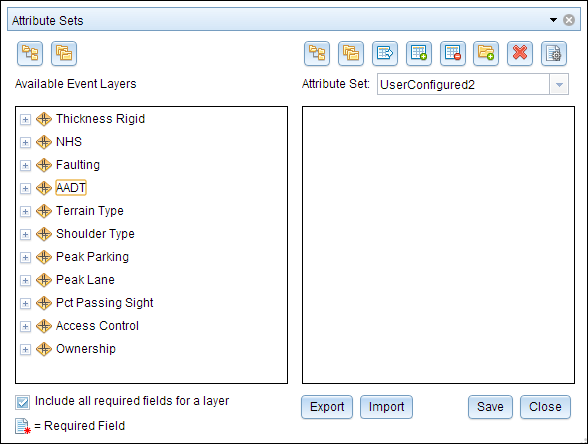 Attribute Sets
Available Event Layers
Attribute Set: UserConfigured2
Thickness Rigid
NHS
Faulting
AADT
Terrain Type
Shoulder Type
Peak Parking
Peak Lane
Pct Passing Sight
Access Control
Ownership
Include all required fields for a layer
Export Import Save Close
= Required Field